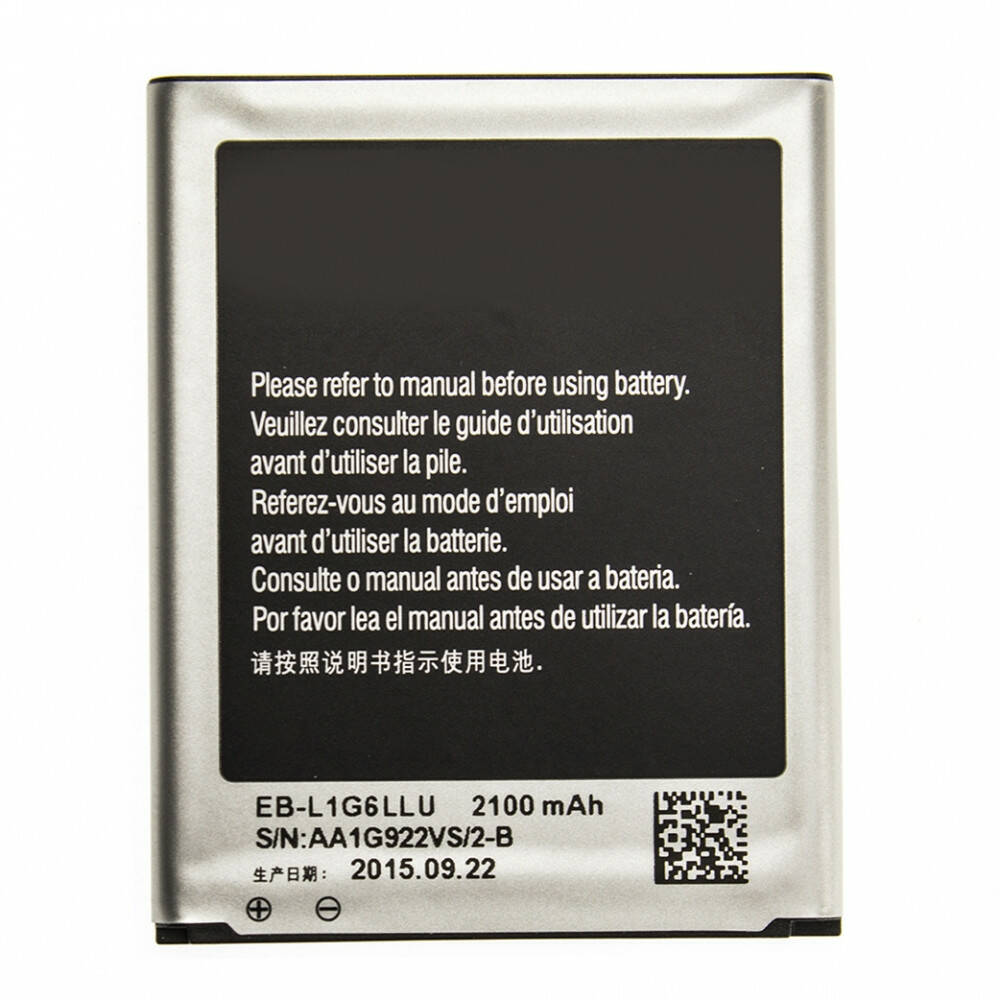 Please refer to manual before using battery.
Veuillez consulter le guide d'utilisation
avant d'utiliser la pile.
Referez-vous au mode d'emploi
avant d'utiliser la batterie.
Consulte o manual antes de usar a bateria.
Por favor lea el manual antes de utilizar la batería.
请按照说明书指示使用电池.
EB-L1G6LLU 2100 mAh
S/N:AA1G922VS/2-B
生产日期: 2015.09.22
⊕ ⊖